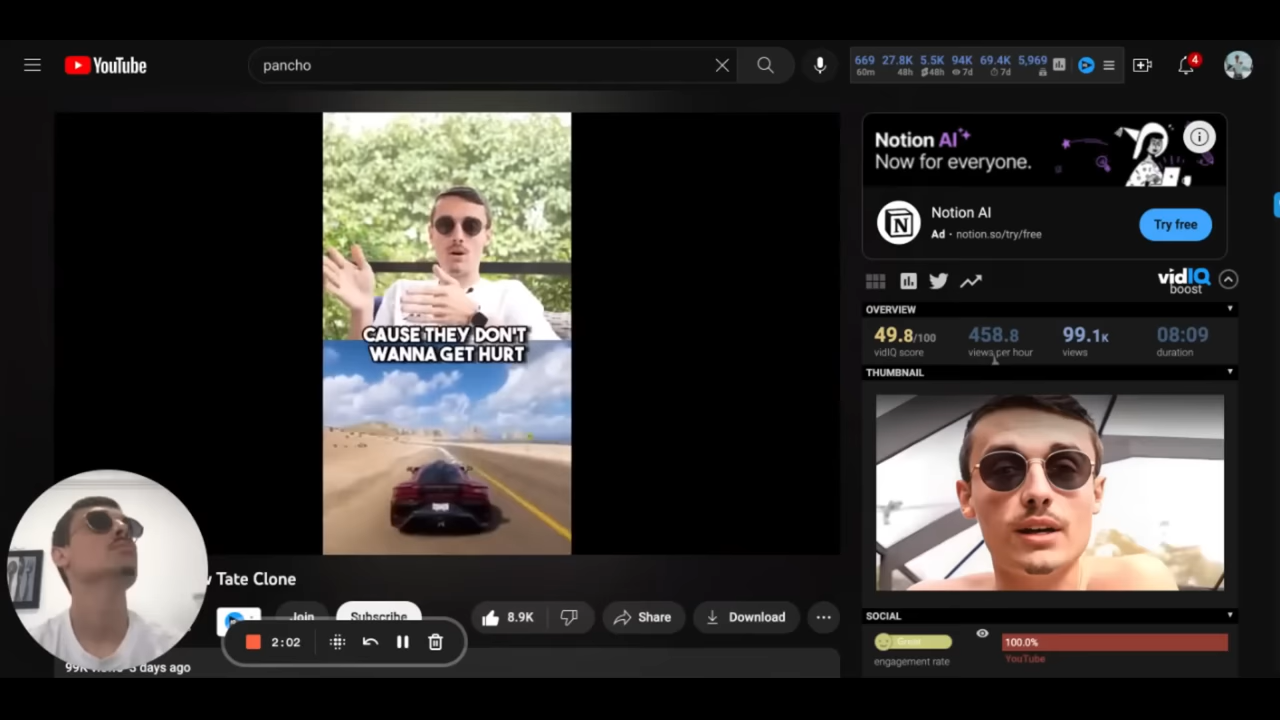 YouTube
pancho
669 27.8K 5.5K 94K 69.4K 5,969
60m 48h 48h 7d 7d
4
CAUSE THEY DON'T
WANNA GET HURT
Notion AI
Now for everyone.
Notion AI
Ad · notion.so/try/free
Try free
vidIQ
boost
OVERVIEW
49.8/100 458.8 99.1K 08:09
vidIQ score views per hour views duration
THUMBNAIL
Tate Clone
Join
Subscribe
8.9K
Share
Download
2:02
days ago
SOCIAL
Great
engagement rate
100.0%
YouTube